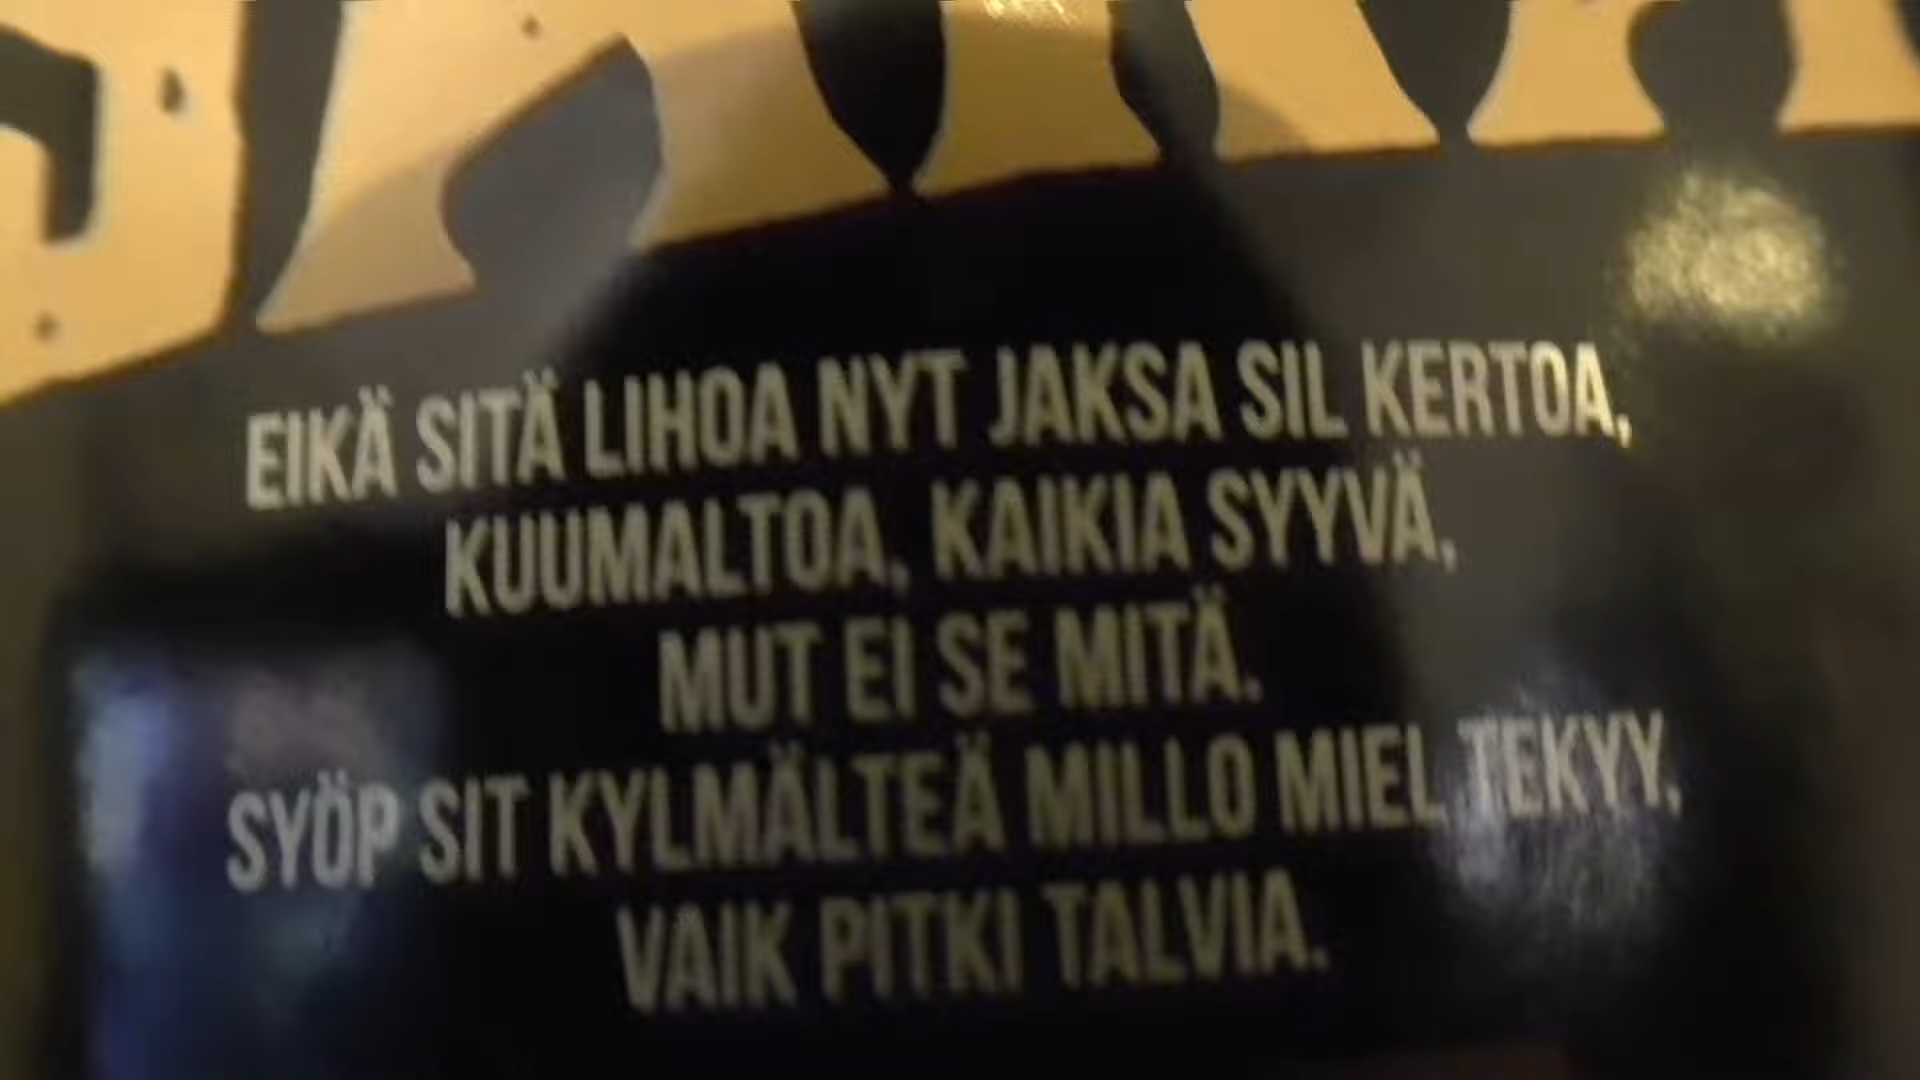 EIKÄ SITÄ LIHOA NYT JAKSA SIL KERTOA,
KUUMALTOA, KAIKIA SYYVÄ,
MUT EI SE MITÄ.
SYÖP SIT KYLMÄLTEÄ MILLO MIEL TEKYY,
VAIK PITKI TALVIA.